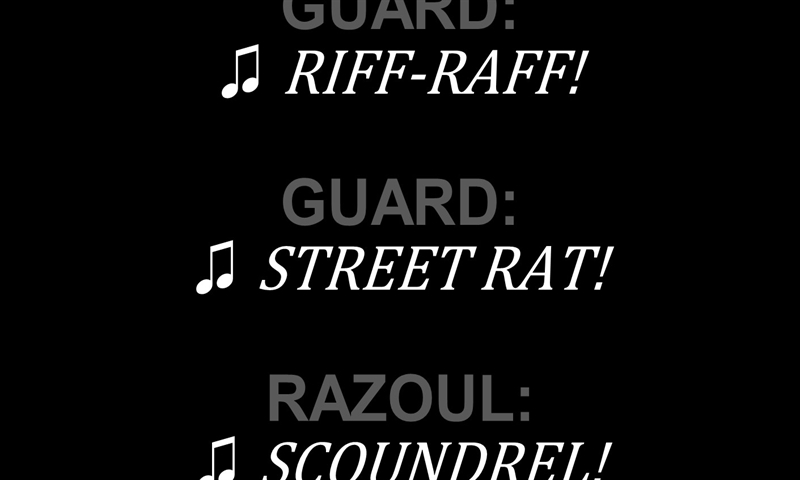 GUARD:
♫ RIFF-RAFF!
GUARD:
♫ STREET RAT!
RAZOUL:
♫ SCOUNDREL!